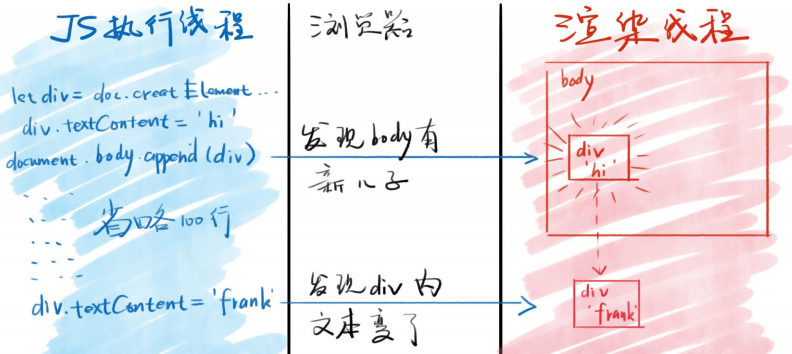 JS执行线程
let div = doc.creat Element ...
div.textContent = 'hi'
document.body.append(div)
省略100行
div.textContent = 'frank'
浏览器
发现body有
新儿子
发现div内
文本变了
渲染线程
body
div
'hi'
div
'frank'